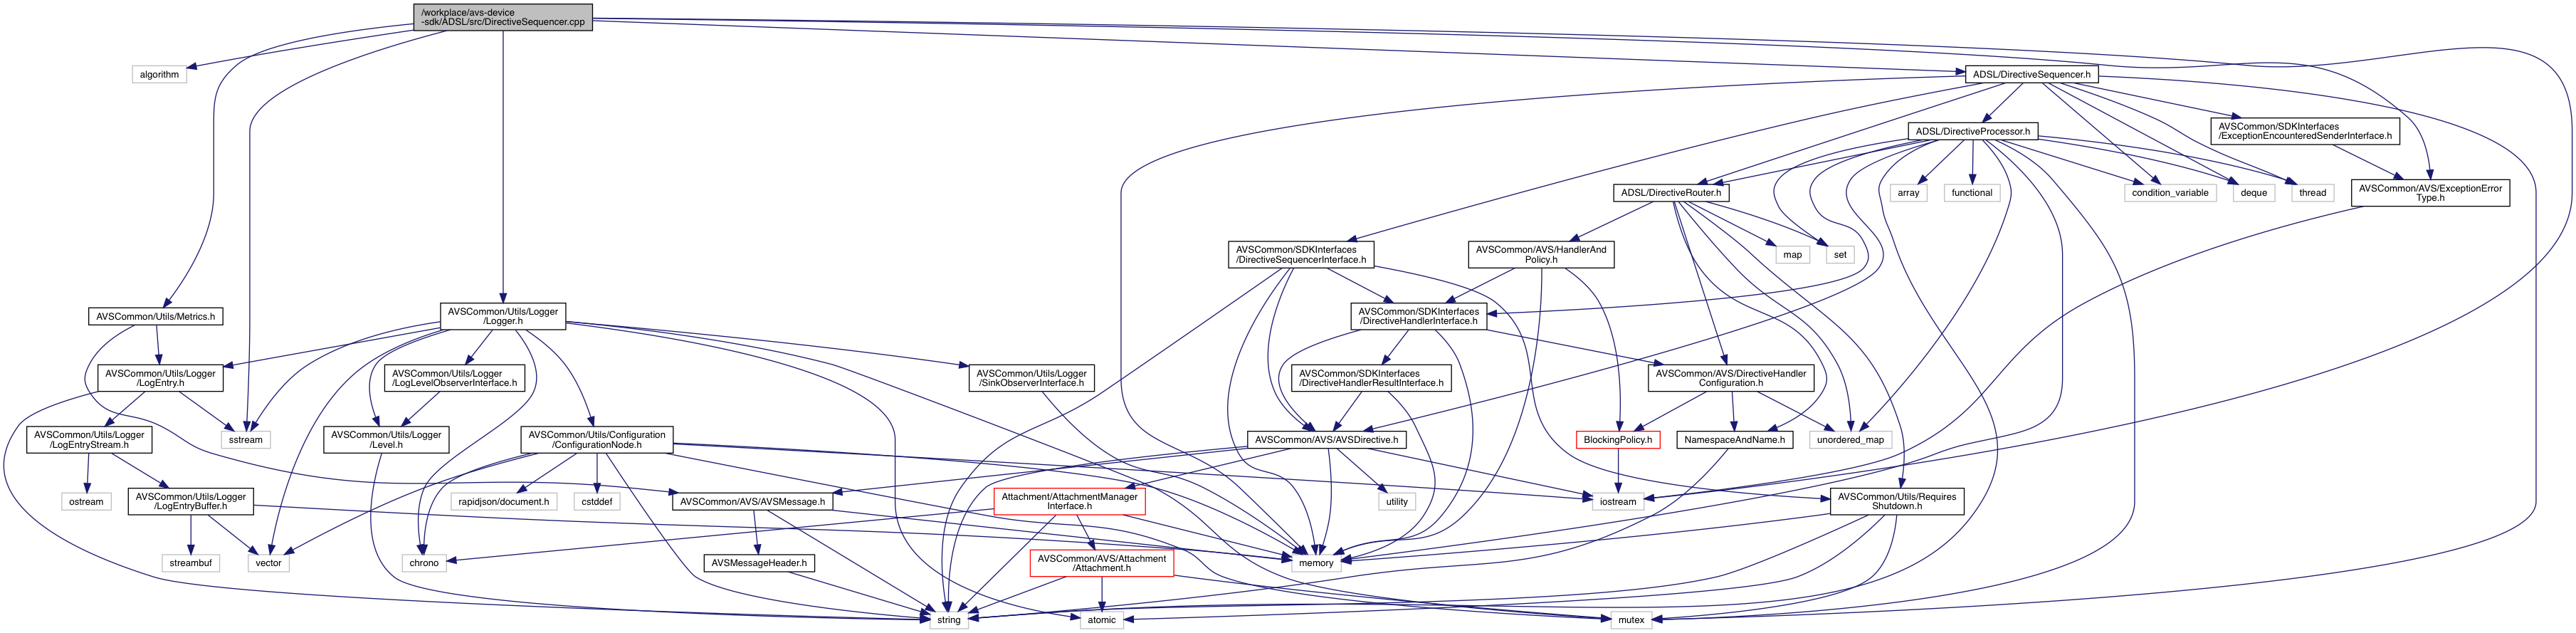 /workplace/avs-device
-sdk/ADSL/src/DirectiveSequencer.cpp
algorithm
ADSL/DirectiveSequencer.h
ADSL/DirectiveProcessor.h
AVSCommon/SDKInterfaces
/ExceptionEncounteredSenderInterface.h
ADSL/DirectiveRouter.h
array
functional
condition_variable
deque
thread
AVSCommon/AVS/ExceptionError
Type.h
AVSCommon/SDKInterfaces
/DirectiveSequencerInterface.h
AVSCommon/AVS/HandlerAnd
Policy.h
map
set
AVSCommon/Utils/Metrics.h
AVSCommon/Utils/Logger
/Logger.h
AVSCommon/SDKInterfaces
/DirectiveHandlerInterface.h
AVSCommon/Utils/Logger
/LogEntry.h
AVSCommon/Utils/Logger
/LogLevelObserverInterface.h
AVSCommon/Utils/Logger
/SinkObserverInterface.h
AVSCommon/SDKInterfaces
/DirectiveHandlerResultInterface.h
AVSCommon/AVS/DirectiveHandler
Configuration.h
AVSCommon/Utils/Logger
/LogEntryStream.h
sstream
AVSCommon/Utils/Logger
/Level.h
AVSCommon/Utils/Configuration
/ConfigurationNode.h
AVSCommon/AVS/AVSDirective.h
BlockingPolicy.h
NamespaceAndName.h
unordered_map
ostream
AVSCommon/Utils/Logger
/LogEntryBuffer.h
rapidjson/document.h
cstddef
AVSCommon/AVS/AVSMessage.h
Attachment/AttachmentManager
Interface.h
utility
iostream
AVSCommon/Utils/Requires
Shutdown.h
streambuf
vector
chrono
AVSMessageHeader.h
AVSCommon/AVS/Attachment
/Attachment.h
memory
string
atomic
mutex